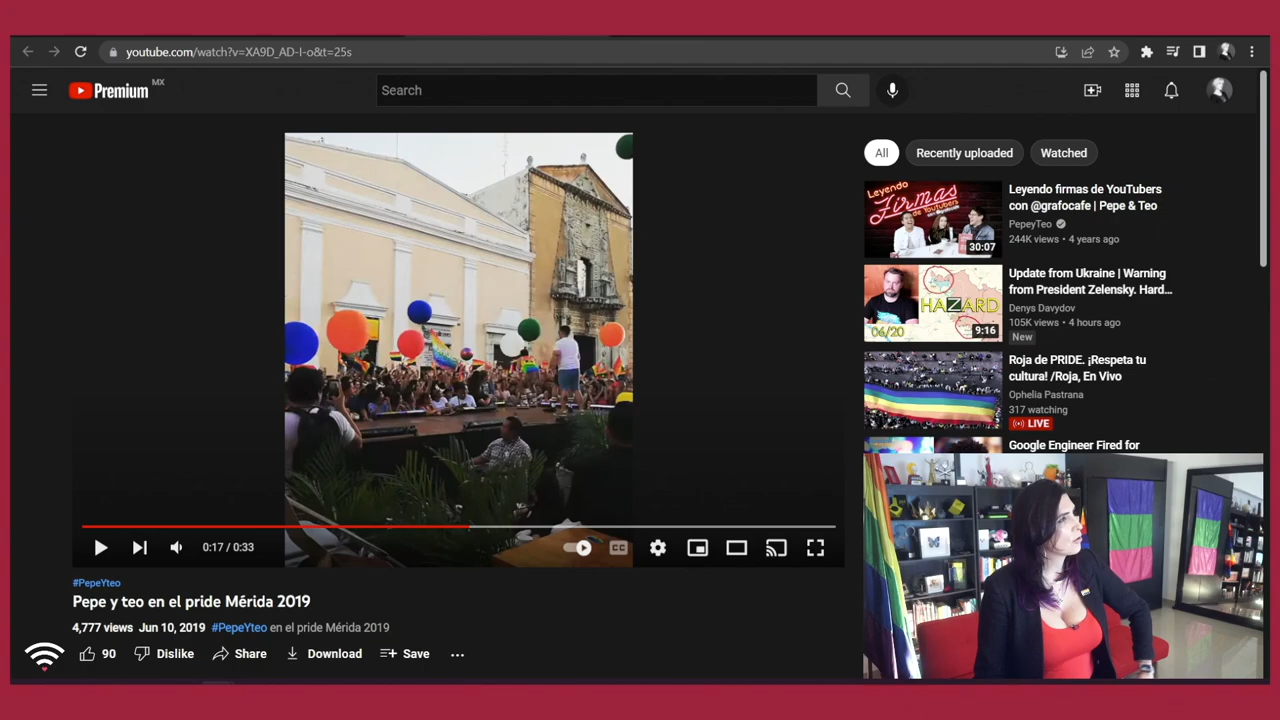 youtube.com/watch?v=XA9D_AD-I-o&t=25s
Premium MX
Search
All
Recently uploaded
Watched
Leyendo
Firmas
de YouTubers
30:07
Leyendo firmas de YouTubers
con @grafocafe | Pepe & Teo
PepeyTeo
244K views • 4 years ago
HAZARD
06/20
9:16
Update from Ukraine | Warning
from President Zelensky. Hard...
Denys Davydov
105K views • 4 hours ago
New
Roja de PRIDE. ¡Respeta tu
cultura! /Roja, En Vivo
Ophelia Pastrana
317 watching
LIVE
Google Engineer Fired for
0:17 / 0:33
CC
#PepeYteo
Pepe y teo en el pride Mérida 2019
4,777 views Jun 10, 2019 #PepeYteo en el pride Mérida 2019
90 Dislike Share Download Save ...